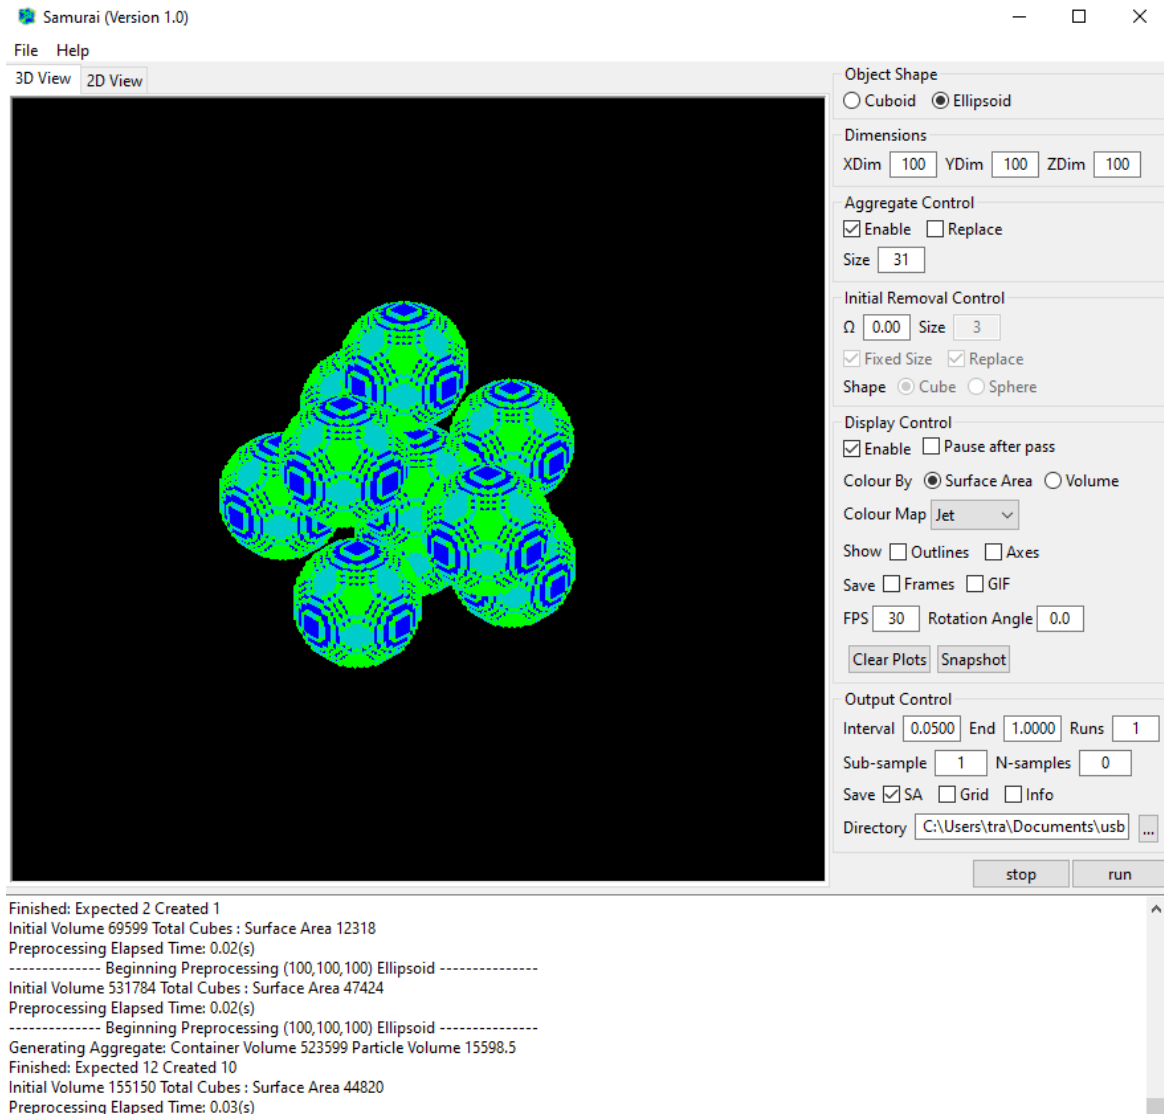 Samurai (Version 1.0)
File Help
3D View 2D View
Object Shape
Cuboid Ellipsoid
Dimensions
XDim 100 YDim 100 ZDim 100
Aggregate Control
Enable Replace
Size 31
Initial Removal Control
Ω 0.00 Size 3
Fixed Size Replace
Shape Cube Sphere
Display Control
Enable Pause after pass
Colour By Surface Area Volume
Colour Map Jet
Show Outlines Axes
Save Frames GIF
FPS 30 Rotation Angle 0.0
Clear Plots Snapshot
Output Control
Interval 0.0500 End 1.0000 Runs 1
Sub-sample 1 N-samples 0
Save SA Grid Info
Directory C:\Users\tra\Documents\usb ...
stop run
Finished: Expected 2 Created 1
Initial Volume 69599 Total Cubes : Surface Area 12318
Preprocessing Elapsed Time: 0.02(s)
-------------- Beginning Preprocessing (100,100,100) Ellipsoid ---------------
Initial Volume 531784 Total Cubes : Surface Area 47424
Preprocessing Elapsed Time: 0.02(s)
-------------- Beginning Preprocessing (100,100,100) Ellipsoid ---------------
Generating Aggregate: Container Volume 523599 Particle Volume 15598.5
Finished: Expected 12 Created 10
Initial Volume 155150 Total Cubes : Surface Area 44820
Preprocessing Elapsed Time: 0.03(s)